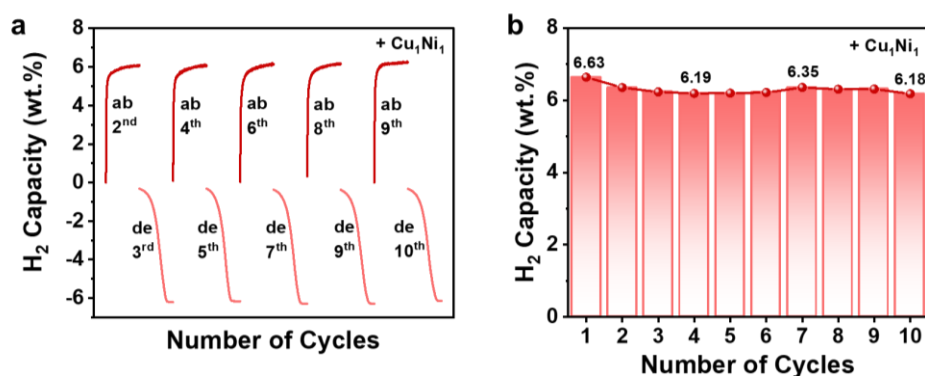 a
+ Cu₁Ni₁
H₂ Capacity (wt.%)
8
6
4
2
0
-2
-4
-6
ab
2ⁿᵈ
ab
4ᵗʰ
ab
6ᵗʰ
ab
8ᵗʰ
ab
9ᵗʰ
de
3ʳᵈ
de
5ᵗʰ
de
7ᵗʰ
de
9ᵗʰ
de
10ᵗʰ
Number of Cycles
b
+ Cu₁Ni₁
H₂ Capacity (wt.%)
8
6
4
2
0
6.63
6.19
6.35
6.18
1 2 3 4 5 6 7 8 9 10
Number of Cycles